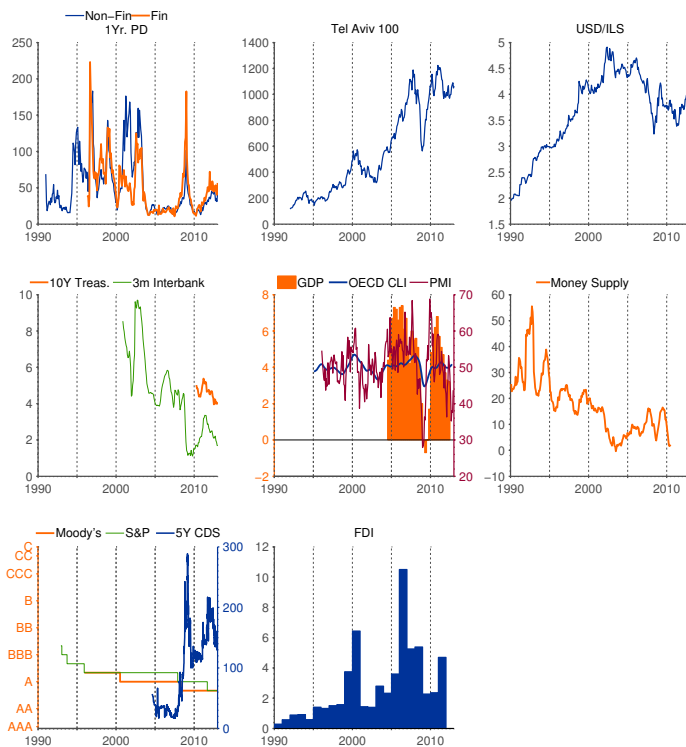 Non−Fin Fin
1Yr. PD
250
200
150
100
50
0
1990 2000 2010
Tel Aviv 100
1400
1200
1000
800
600
400
200
0
1990 2000 2010
USD/ILS
5
4.5
4
3.5
3
2.5
2
1.5
1990 2000 2010
10Y Treas. 3m Interbank
10
8
6
4
2
0
1990 2000 2010
GDP OECD CLI PMI
8 70
6 60
4 50
2 40
0 30
−2 20
1990 2000 2010
Money Supply
60
50
40
30
20
10
0
−10
1990 2000 2010
Moody's S&P 5Y CDS
C 300
CC
CCC
B 200
BB
BBB
A 100
AA
AAA 0
1990 2000 2010
FDI
12
10
8
6
4
2
0
1990 2000 2010